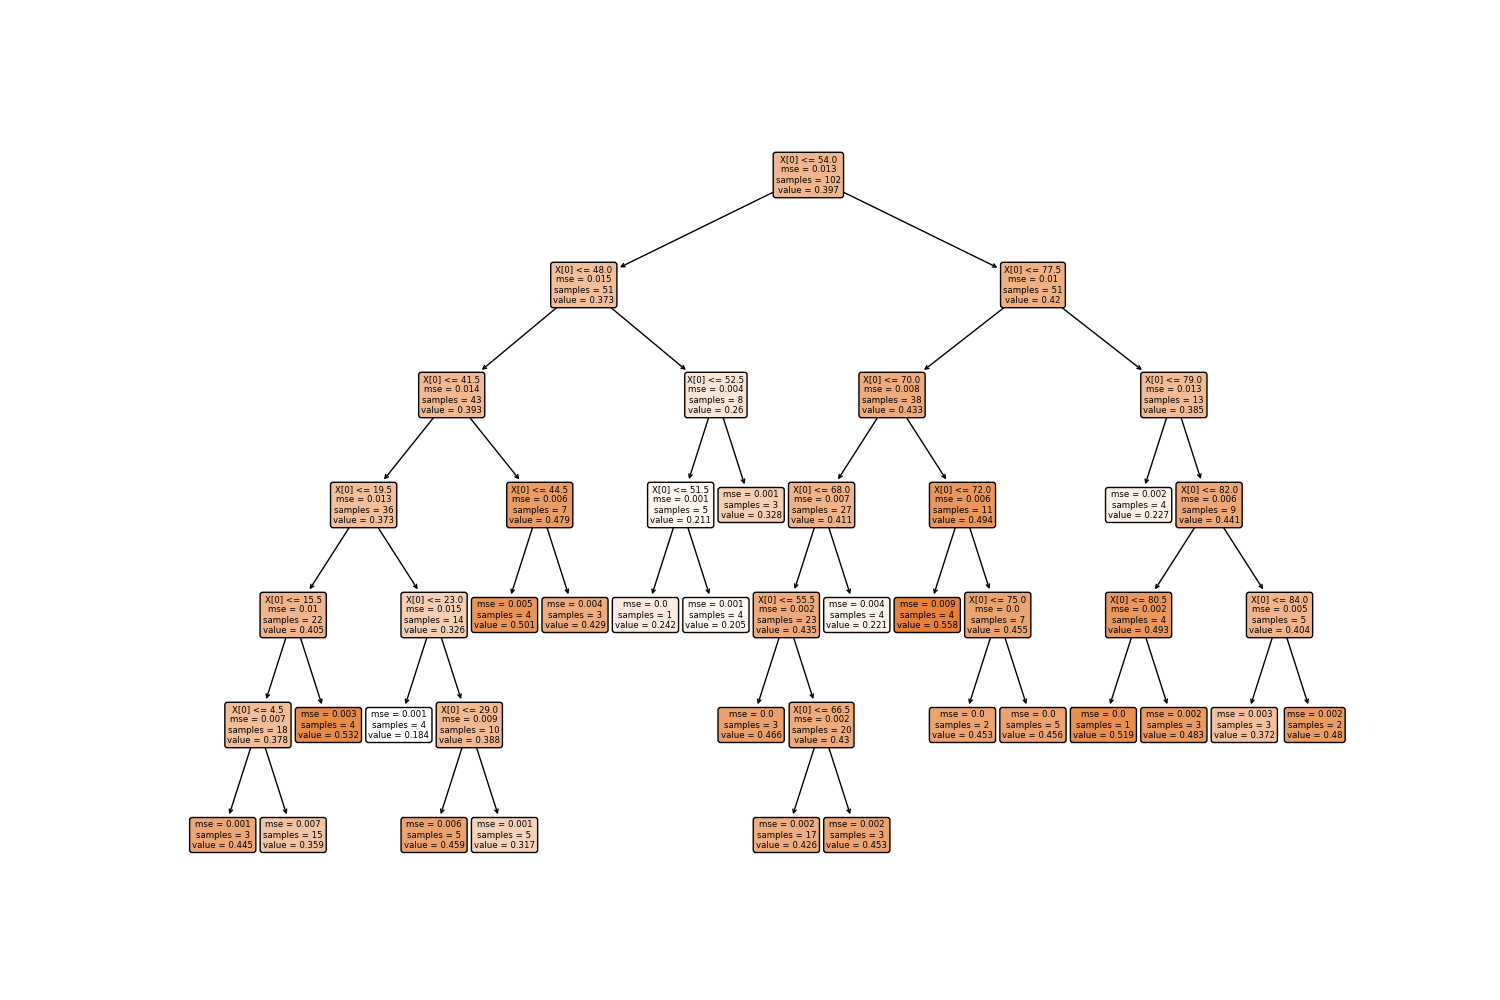 X[0] <= 54.0
mse = 0.013
samples = 102
value = 0.397
X[0] <= 48.0
mse = 0.015
samples = 51
value = 0.373
X[0] <= 77.5
mse = 0.01
samples = 51
value = 0.42
X[0] <= 41.5
mse = 0.014
samples = 43
value = 0.393
X[0] <= 52.5
mse = 0.004
samples = 8
value = 0.26
X[0] <= 70.0
mse = 0.008
samples = 38
value = 0.433
X[0] <= 79.0
mse = 0.013
samples = 13
value = 0.385
X[0] <= 19.5
mse = 0.013
samples = 36
value = 0.373
X[0] <= 44.5
mse = 0.006
samples = 7
value = 0.479
X[0] <= 51.5
mse = 0.001
samples = 5
value = 0.211
mse = 0.001
samples = 3
value = 0.328
X[0] <= 68.0
mse = 0.007
samples = 27
value = 0.411
X[0] <= 72.0
mse = 0.006
samples = 11
value = 0.494
mse = 0.002
samples = 4
value = 0.227
X[0] <= 82.0
mse = 0.006
samples = 9
value = 0.441
X[0] <= 15.5
mse = 0.01
samples = 22
value = 0.405
X[0] <= 23.0
mse = 0.015
samples = 14
value = 0.326
mse = 0.005
samples = 4
value = 0.501
mse = 0.004
samples = 3
value = 0.429
mse = 0.0
samples = 1
value = 0.242
mse = 0.001
samples = 4
value = 0.205
X[0] <= 55.5
mse = 0.002
samples = 23
value = 0.435
mse = 0.004
samples = 4
value = 0.221
mse = 0.009
samples = 4
value = 0.558
X[0] <= 75.0
mse = 0.0
samples = 7
value = 0.455
X[0] <= 80.5
mse = 0.002
samples = 4
value = 0.493
X[0] <= 84.0
mse = 0.005
samples = 5
value = 0.404
X[0] <= 4.5
mse = 0.007
samples = 18
value = 0.378
mse = 0.003
samples = 4
value = 0.532
mse = 0.001
samples = 4
value = 0.184
X[0] <= 29.0
mse = 0.009
samples = 10
value = 0.388
mse = 0.0
samples = 3
value = 0.466
X[0] <= 66.5
mse = 0.002
samples = 20
value = 0.43
mse = 0.0
samples = 2
value = 0.453
mse = 0.0
samples = 5
value = 0.456
mse = 0.0
samples = 1
value = 0.519
mse = 0.002
samples = 3
value = 0.483
mse = 0.003
samples = 3
value = 0.372
mse = 0.002
samples = 2
value = 0.48
mse = 0.001
samples = 3
value = 0.445
mse = 0.007
samples = 15
value = 0.359
mse = 0.006
samples = 5
value = 0.459
mse = 0.001
samples = 5
value = 0.317
mse = 0.002
samples = 17
value = 0.426
mse = 0.002
samples = 3
value = 0.453